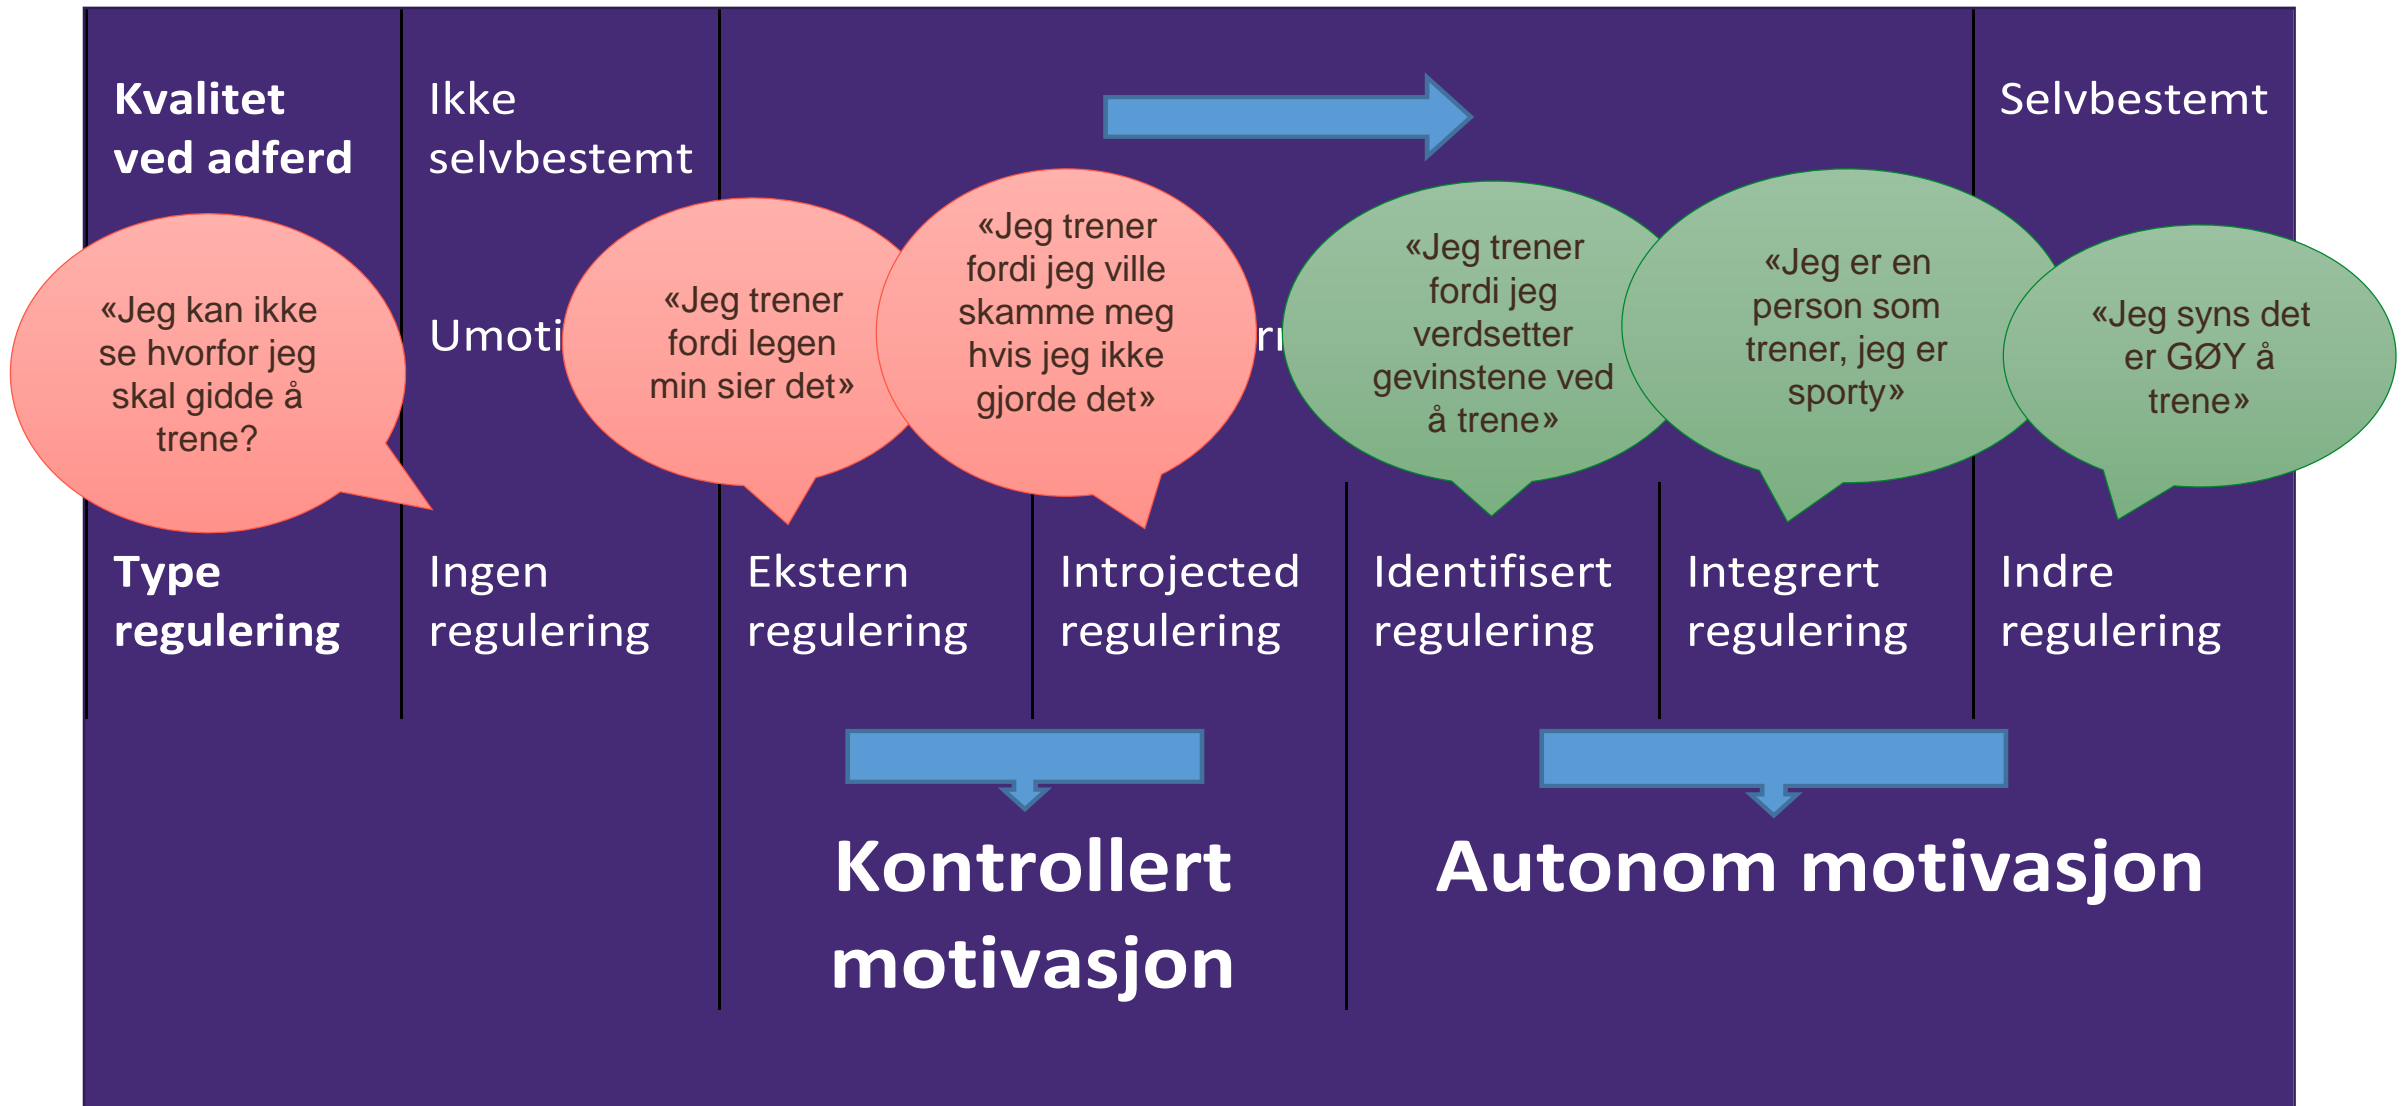 Kvalitet
ved adferd
Ikke
selvbestemt
Selvbestemt
«Jeg kan ikke
se hvorfor jeg
skal gidde å
trene?
«Jeg trener
fordi legen
min sier det»
«Jeg trener
fordi jeg ville
skamme meg
hvis jeg ikke
gjorde det»
«Jeg trener
fordi jeg
verdsetter
gevinstene ved
å trene»
«Jeg er en
person som
trener, jeg er
sporty»
«Jeg syns det
er GØY å
trene»
Type
regulering
Ingen
regulering
Ekstern
regulering
Introjected
regulering
Identifisert
regulering
Integrert
regulering
Indre
regulering
Kontrollert
motivasjon
Autonom motivasjon